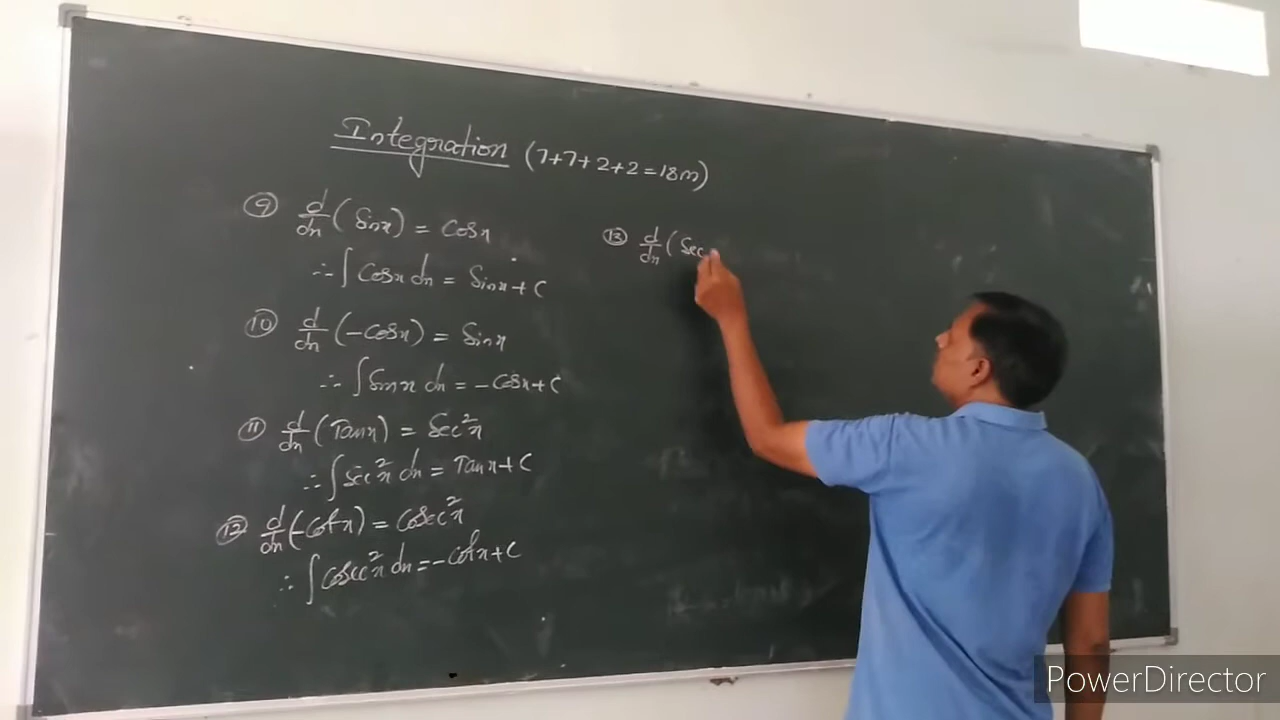 Integration (7+7+2+2=18m)
⑨ d/dx (Sinx) = Cosx
∴ ∫ Cosx dx = Sinx + C
⑩ d/dx (-Cosx) = Sinx
∴ ∫ Sinx dx = -Cosx + C
⑪ d/dx (Tanx) = Sec²x
∴ ∫ Sec²x dx = Tanx + C
⑫ d/dx (-Cotx) = Cosec²x
∴ ∫ Cosec²x dx = -Cotx + C
⑬ d/dx (Sec
PowerDirector